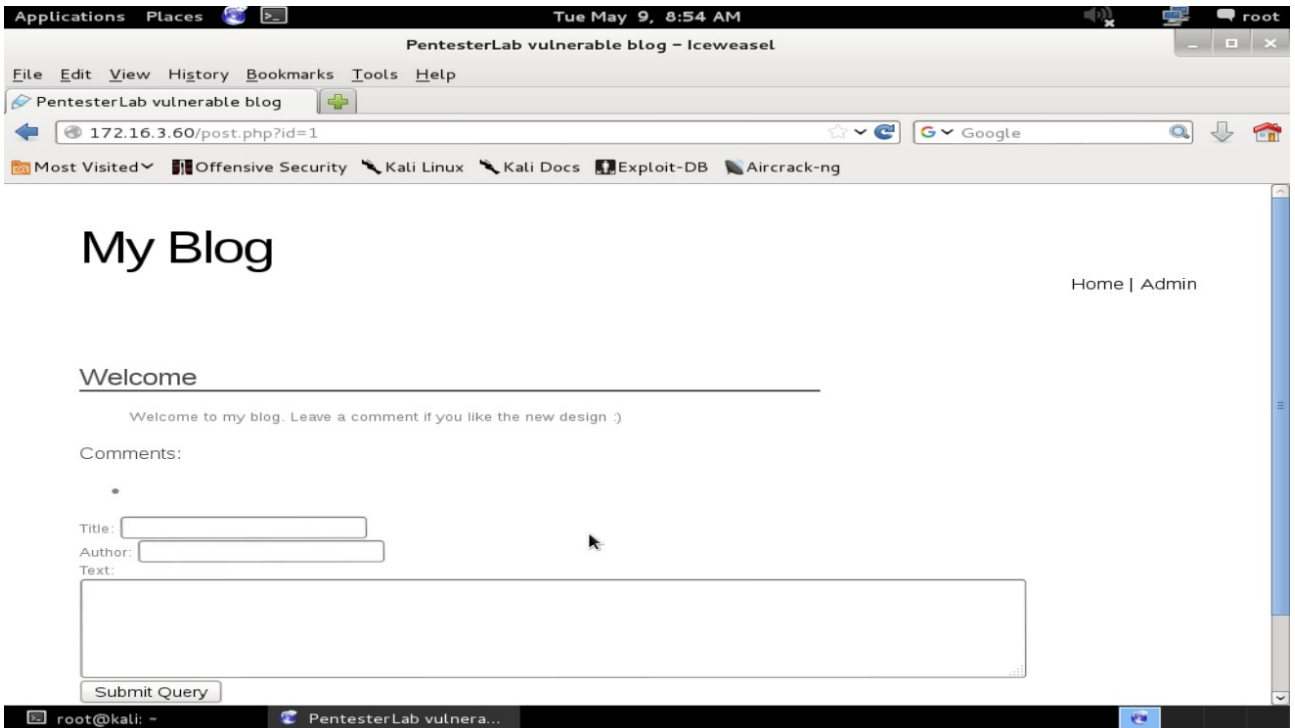 Applications Places Tue May 9, 8:54 AM root
PentesterLab vulnerable blog - Iceweasel
File Edit View History Bookmarks Tools Help
PentesterLab vulnerable blog
172.16.3.60/post.php?id=1 Google
Most Visited Offensive Security Kali Linux Kali Docs Exploit-DB Aircrack-ng
My Blog
Home | Admin
Welcome
Welcome to my blog. Leave a comment if you like the new design :)
Comments:
Title:
Author:
Text:
Submit Query
root@kali: ~ PentesterLab vulnera...